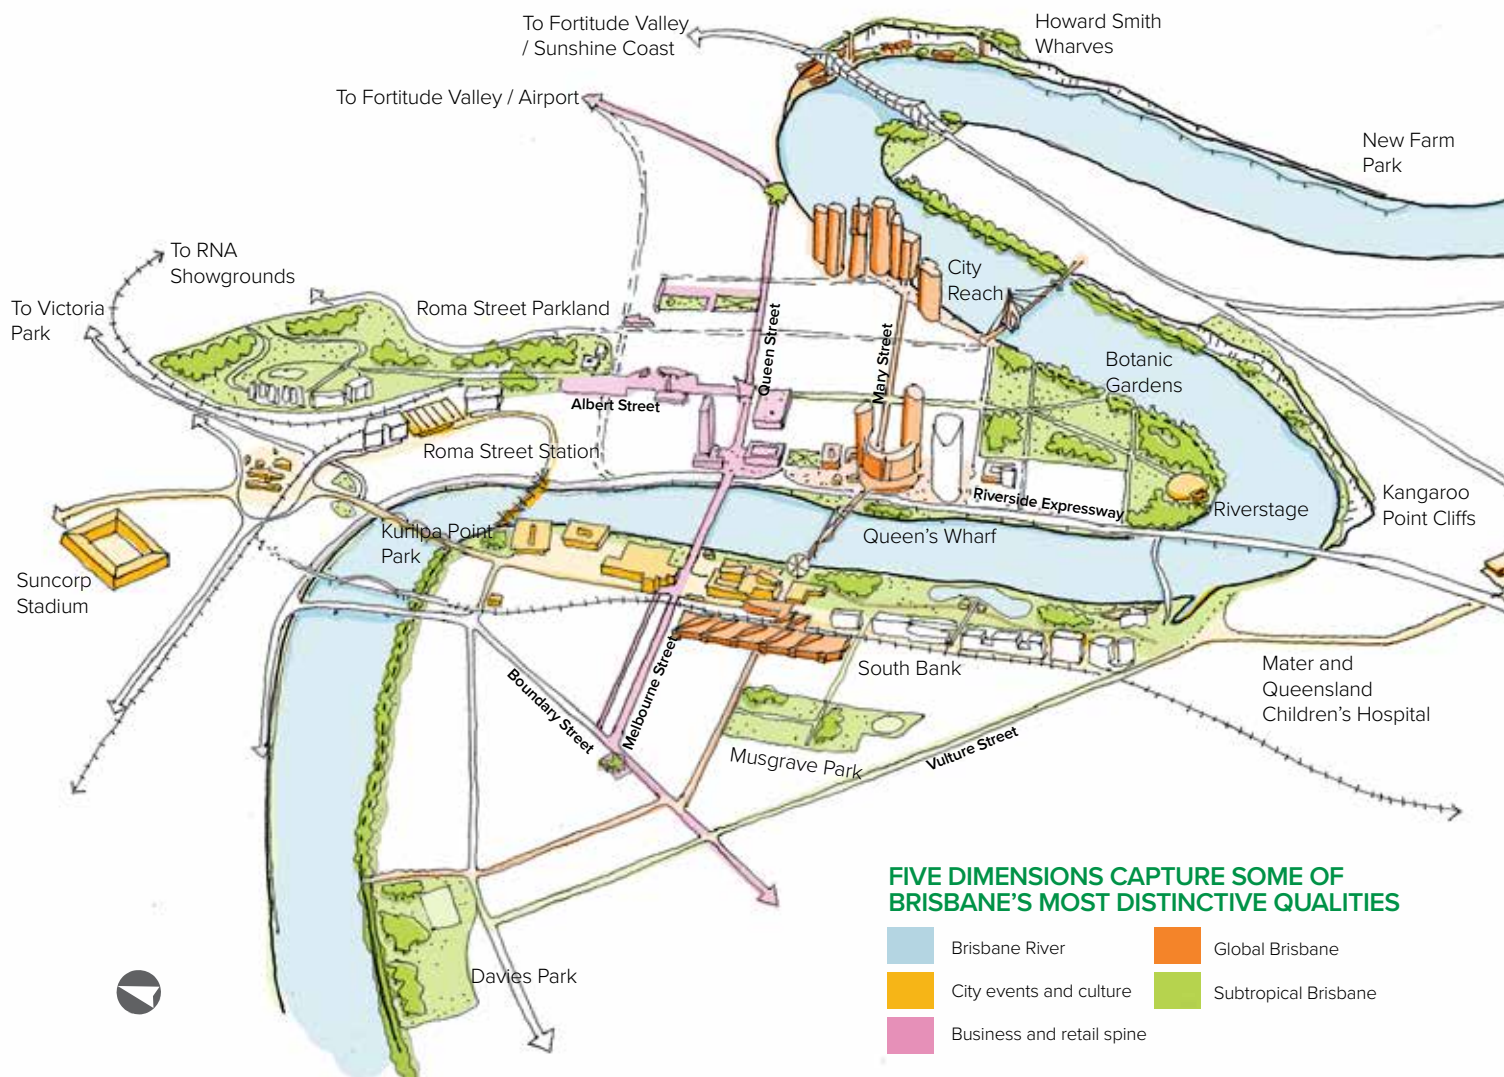 To Fortitude Valley
/ Sunshine Coast
Howard Smith
Wharves
To Fortitude Valley / Airport
New Farm
Park
To RNA
Showgrounds
To Victoria
Park
Roma Street Parkland
City
Reach
Queen Street
Mary Street
Botanic
Gardens
Albert Street
Roma Street Station
Riverside Expressway
Riverstage
Kangaroo
Point Cliffs
Kurilpa Point
Park
Queen's Wharf
Suncorp
Stadium
Melbourne Street
Boundary Street
South Bank
Mater and
Queensland
Children's Hospital
Musgrave Park
Vulture Street
Davies Park
FIVE DIMENSIONS CAPTURE SOME OF
BRISBANE'S MOST DISTINCTIVE QUALITIES
Brisbane River
City events and culture
Business and retail spine
Global Brisbane
Subtropical Brisbane